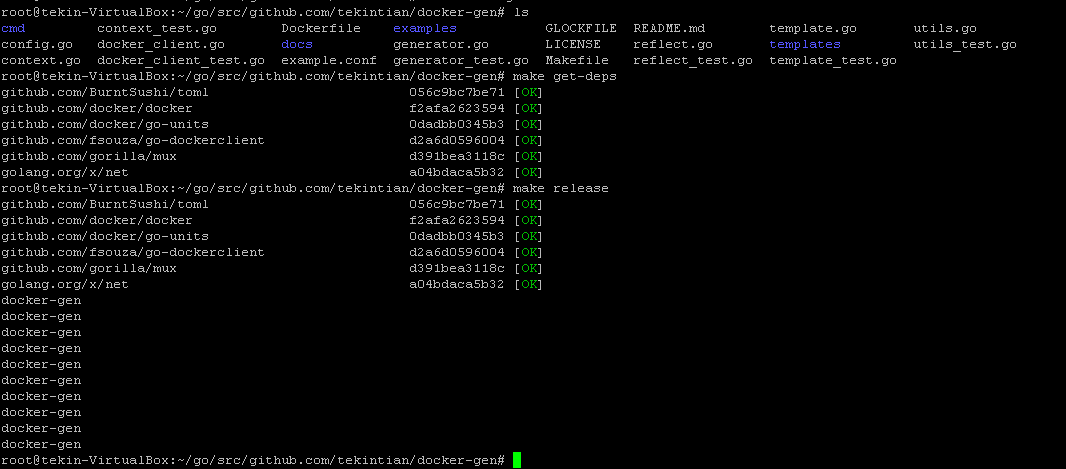 root@tekin-VirtualBox:~/go/src/github.com/tekintian/docker-gen# ls
cmd context_test.go Dockerfile examples GLOCKFILE README.md template.go utils.go
config.go docker_client.go docs generator.go LICENSE reflect.go templates utils_test.go
context.go docker_client_test.go example.conf generator_test.go Makefile reflect_test.go template_test.go
root@tekin-VirtualBox:~/go/src/github.com/tekintian/docker-gen# make get-deps
github.com/BurntSushi/toml 056c9bc7be71 [OK]
github.com/docker/docker f2afa2623594 [OK]
github.com/docker/go-units 0dadbb0345b3 [OK]
github.com/fsouza/go-dockerclient d2a6d0596004 [OK]
github.com/gorilla/mux d391bea3118c [OK]
golang.org/x/net a04bdaca5b32 [OK]
root@tekin-VirtualBox:~/go/src/github.com/tekintian/docker-gen# make release
github.com/BurntSushi/toml 056c9bc7be71 [OK]
github.com/docker/docker f2afa2623594 [OK]
github.com/docker/go-units 0dadbb0345b3 [OK]
github.com/fsouza/go-dockerclient d2a6d0596004 [OK]
github.com/gorilla/mux d391bea3118c [OK]
golang.org/x/net a04bdaca5b32 [OK]
docker-gen
docker-gen
docker-gen
docker-gen
docker-gen
docker-gen
docker-gen
docker-gen
docker-gen
docker-gen
root@tekin-VirtualBox:~/go/src/github.com/tekintian/docker-gen#